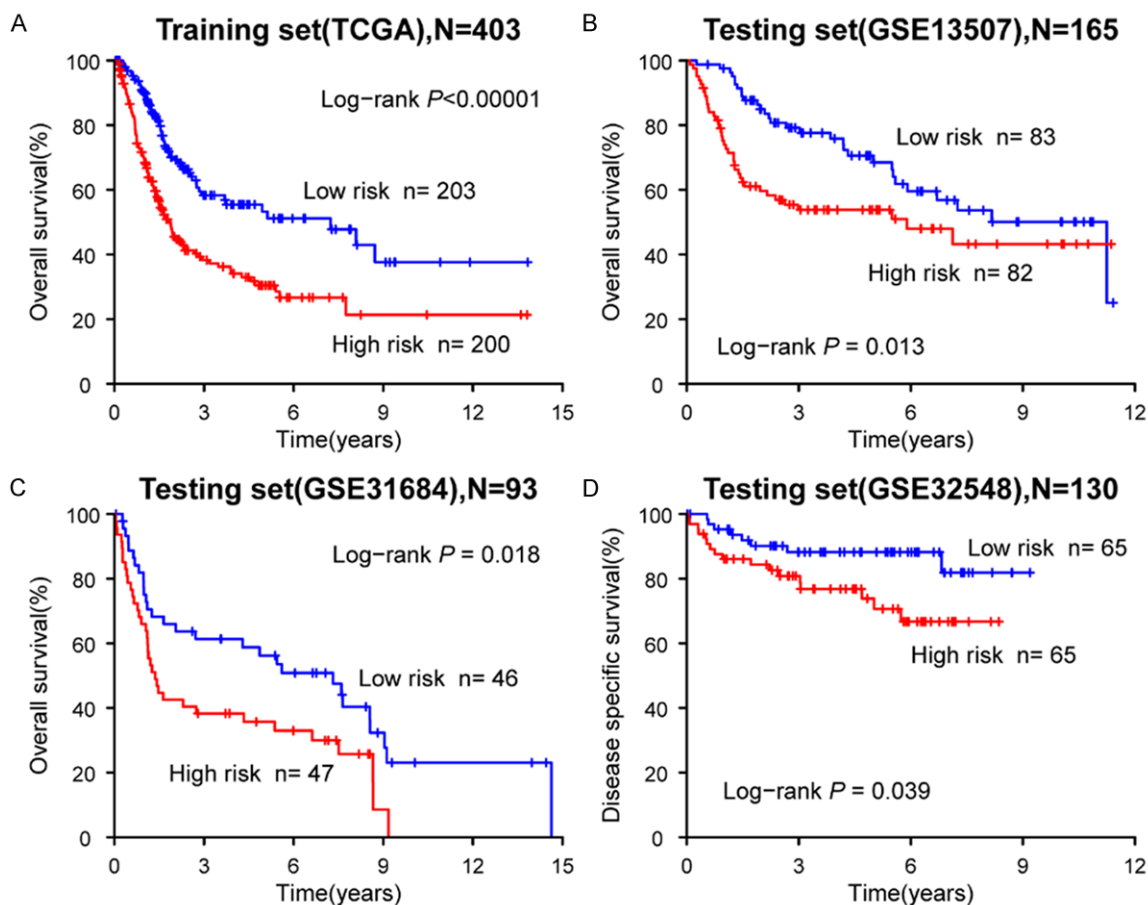 A
Training set(TCGA),N=403
Overall survival(%)
100
80
60
40
20
0
Log−rank P<0.00001
Low risk n= 203
High risk n= 200
0 3 6 9 12 15
Time(years)
B
Testing set(GSE13507),N=165
Overall survival(%)
100
80
60
40
20
0
Low risk n= 83
High risk n= 82
Log−rank P = 0.013
0 3 6 9 12
Time(years)
C
Testing set(GSE31684),N=93
Overall survival(%)
100
80
60
40
20
0
Log−rank P = 0.018
Low risk n= 46
High risk n= 47
0 3 6 9 12 15
Time(years)
D
Testing set(GSE32548),N=130
Disease specific survival(%)
100
80
60
40
20
0
Low risk n= 65
High risk n= 65
Log−rank P = 0.039
0 3 6 9 12
Time(years)